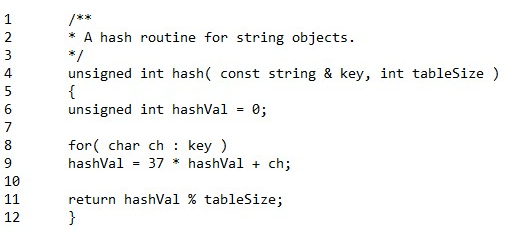 1 /**
2 * A hash routine for string objects.
3 */
4 unsigned int hash( const string & key, int tableSize )
5 {
6 unsigned int hashVal = 0;
7
8 for( char ch : key )
9 hashVal = 37 * hashVal + ch;
10
11 return hashVal % tableSize;
12 }